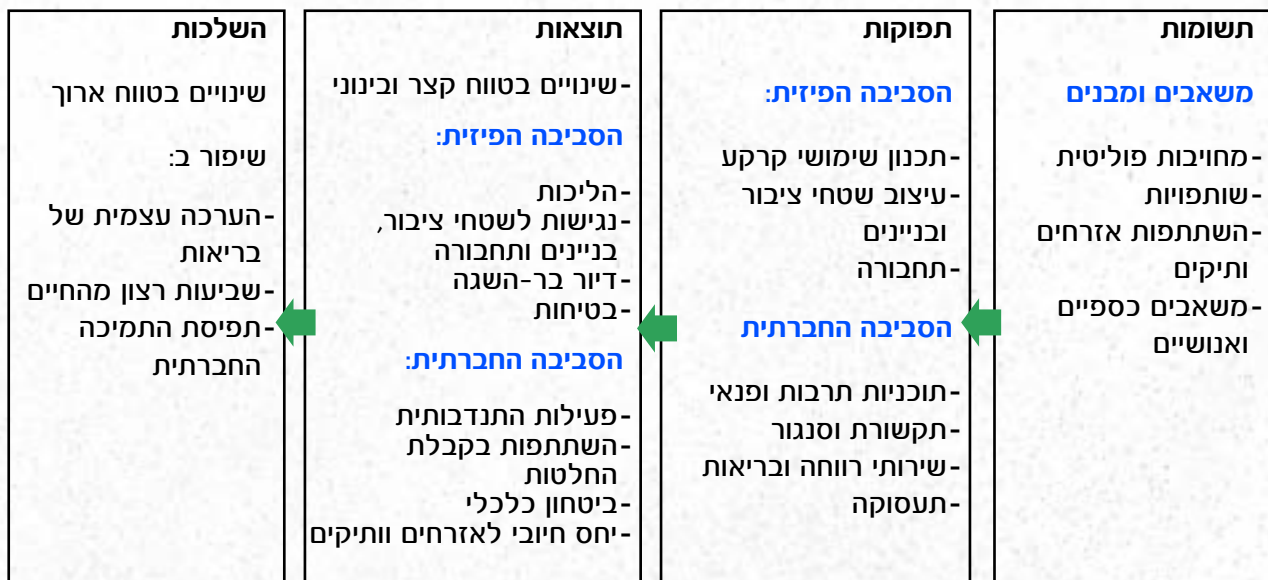 תשומות
משאבים ומבנים
-מחויבות פוליטית
-שותפויות
-השתתפות אזרחים
ותיקים
-משאבים כספיים
ואנושיים
תפוקות
הסביבה הפיזית:
-תכנון שימושי קרקע
-עיצוב שטחי ציבור
ובניינים
-תחבורה
הסביבה החברתית
-תוכניות תרבות ופנאי
-תקשורת וסנגור
-שירותי רווחה ובריאות
-תעסוקה
תוצאות
-שינויים בטווח קצר ובינוני
הסביבה הפיזית:
-הליכות
-נגישות לשטחי ציבור,
בניינים ותחבורה
-דיור בר-השגה
-בטיחות
הסביבה החברתית:
-פעילות התנדבותית
-השתתפות בקבלת
החלטות
-ביטחון כלכלי
-יחס חיובי לאזרחים וותיקים
השלכות
שינויים בטווח ארוך
שיפור ב:
-הערכה עצמית של
בריאות
-שביעות רצון מהחיים
-תפיסת התמיכה
החברתית